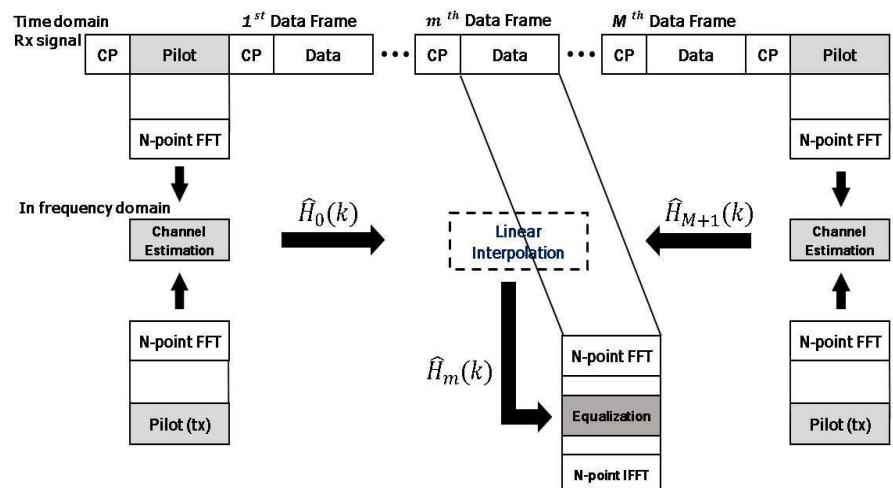 Time domain
Rx signal
1st Data Frame
m th Data Frame
Mth Data Frame
CP
Pilot
CP
Data
•••
CP
Data
•••
CP
Data
CP
Pilot
N-point FFT
N-point FFT
In frequency domain
Channel
Estimation
Ĥ₀(k)
Linear
Interpolation
Ĥ_{M+1}(k)
Channel
Estimation
N-point FFT
Ĥₘ(k)
N-point FFT
N-point FFT
Pilot (tx)
Equalization
Pilot (tx)
N-point IFFT